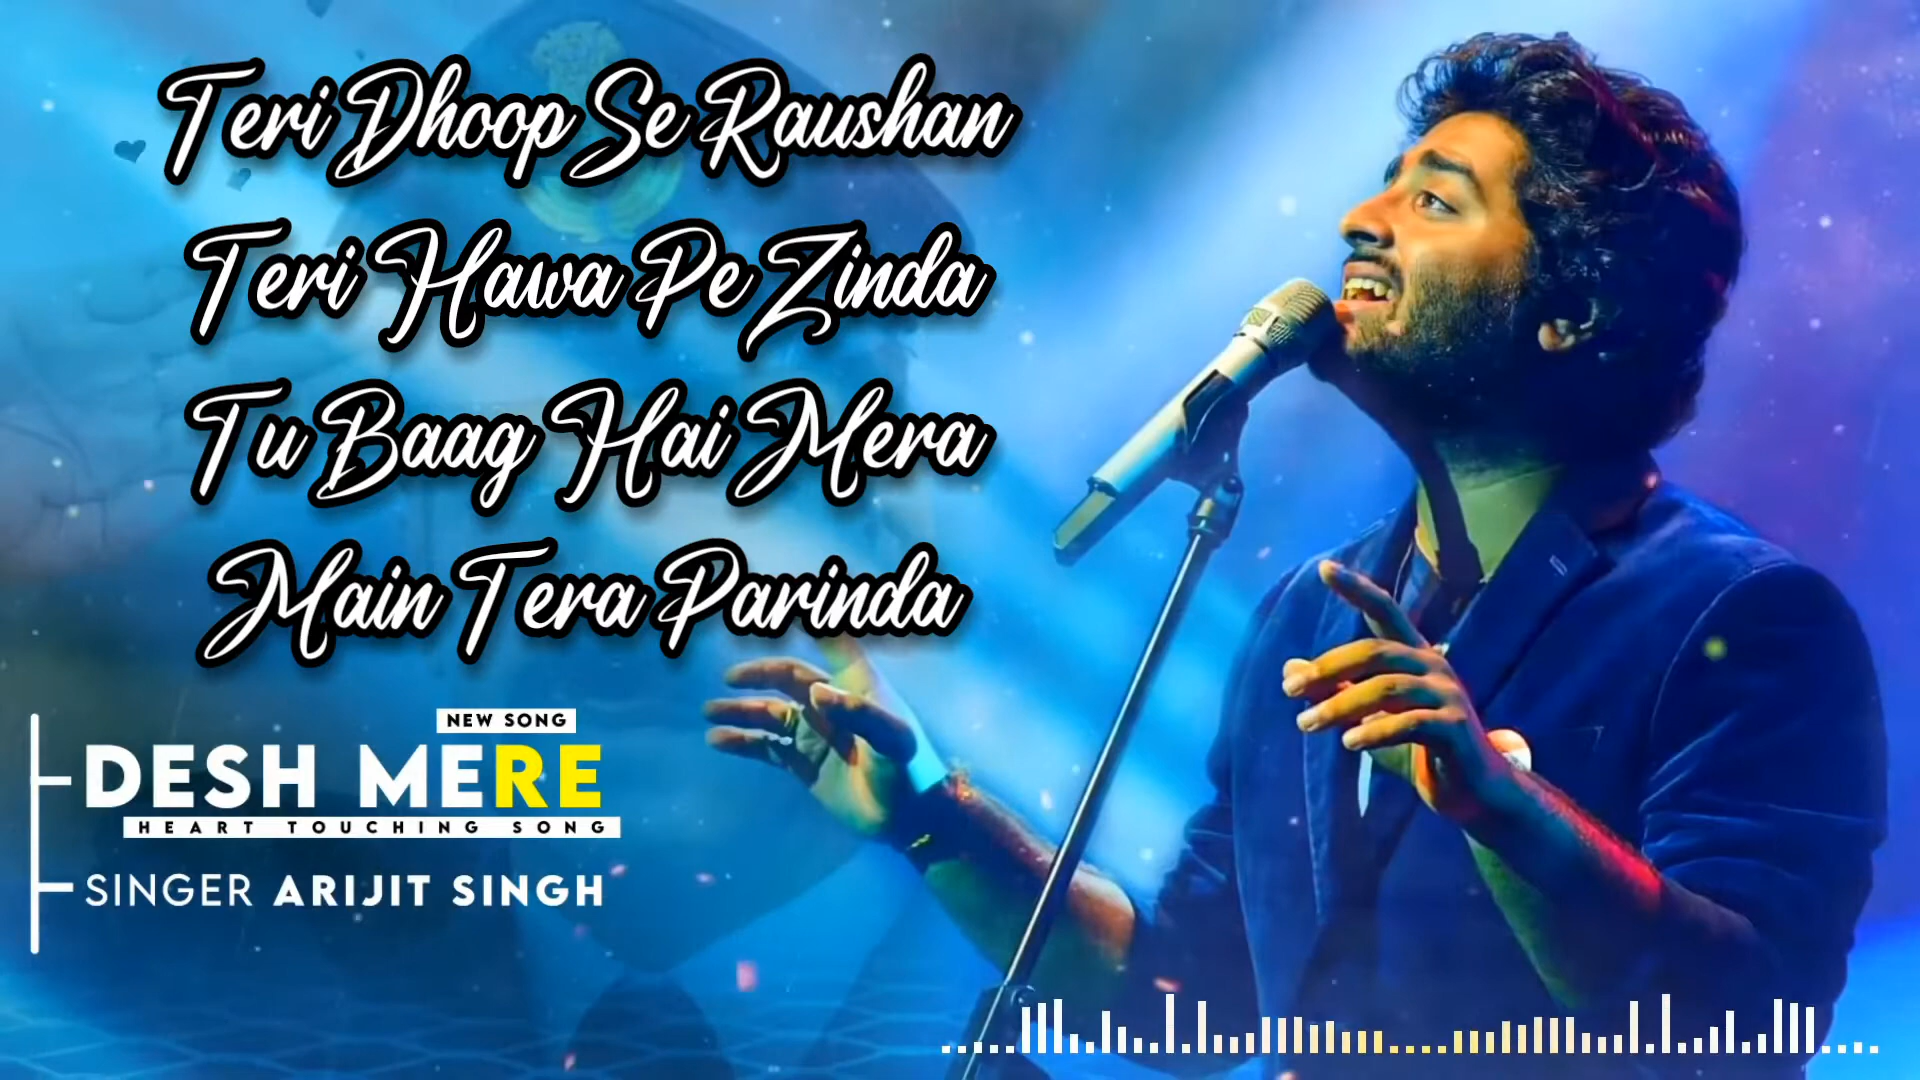 Teri Dhoop Se Raushan
Teri Hawa Pe Zinda
Tu Baag Hai Mera
Main Tera Parinda
NEW SONG
DESH MERE
HEART TOUCHING SONG
SINGER ARIJIT SINGH